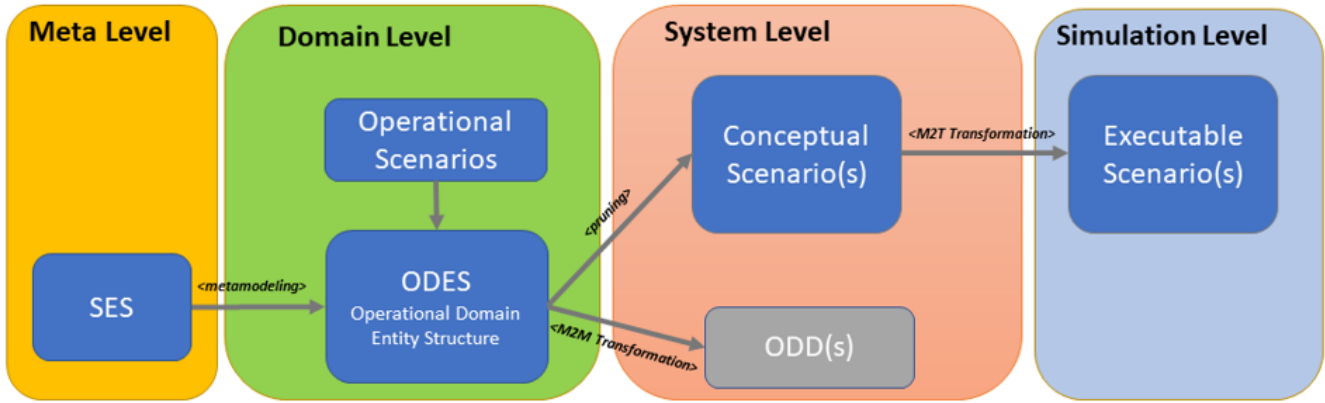 Meta Level
Domain Level
System Level
Simulation Level
Operational
Scenarios
Conceptual
Scenario(s)
<M2T Transformation>
Executable
Scenario(s)
<pruning>
SES
<metamodeling>
ODES
Operational Domain
Entity Structure
<M2M Transformation>
ODD(s)